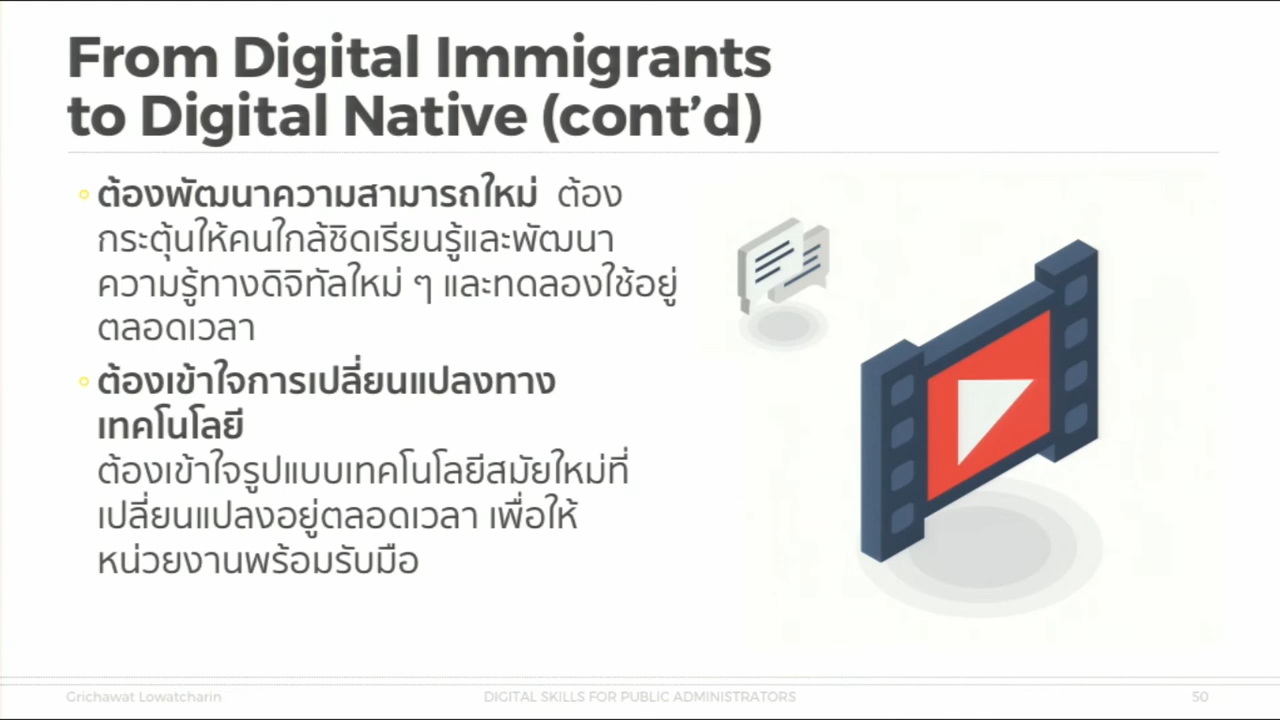 From Digital Immigrants
to Digital Native (cont’d)
ต้องพัฒนาความสามารถใหม่ ต้อง
กระตุ้นให้คนใกล้ชิดเรียนรู้และพัฒนา
ความรู้ทางดิจิทัลใหม่ ๆ และทดลองใช้อยู่
ตลอดเวลา
ต้องเข้าใจการเปลี่ยนแปลงทาง
เทคโนโลยี
ต้องเข้าใจรูปแบบเทคโนโลยีสมัยใหม่ที่
เปลี่ยนแปลงอยู่ตลอดเวลา เพื่อให้
หน่วยงานพร้อมรับมือ
Grichawat Lowatcharin
DIGITAL SKILLS FOR PUBLIC ADMINISTRATORS
50